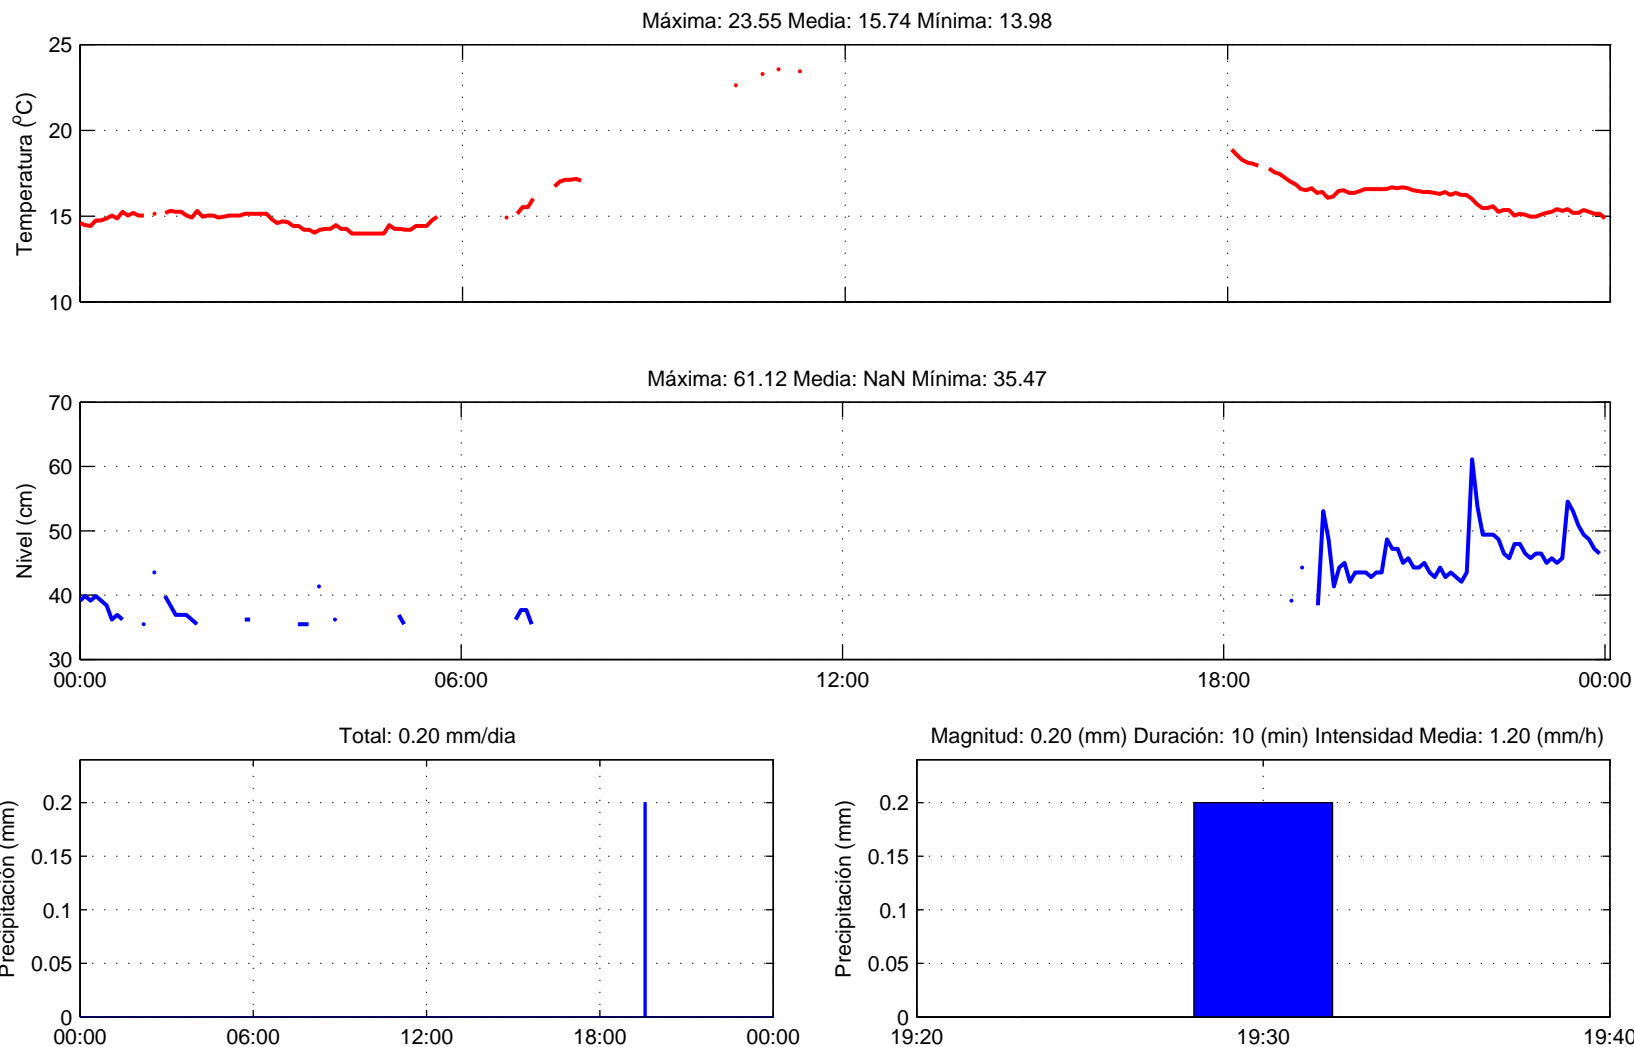 Máxima: 23.55 Media: 15.74 Mínima: 13.98
25
20
15
10
Temperatura (ºC)
Máxima: 61.12 Media: NaN Mínima: 35.47
70
60
50
40
30
Nivel (cm)
00:00 06:00 12:00 18:00 00:00
Total: 0.20 mm/dia
0.2
0.15
0.1
0.05
0
Precipitación (mm)
00:00 06:00 12:00 18:00 00:00
Magnitud: 0.20 (mm) Duración: 10 (min) Intensidad Media: 1.20 (mm/h)
0.2
0.15
0.1
0.05
0
Precipitación (mm)
19:20 19:30 19:40